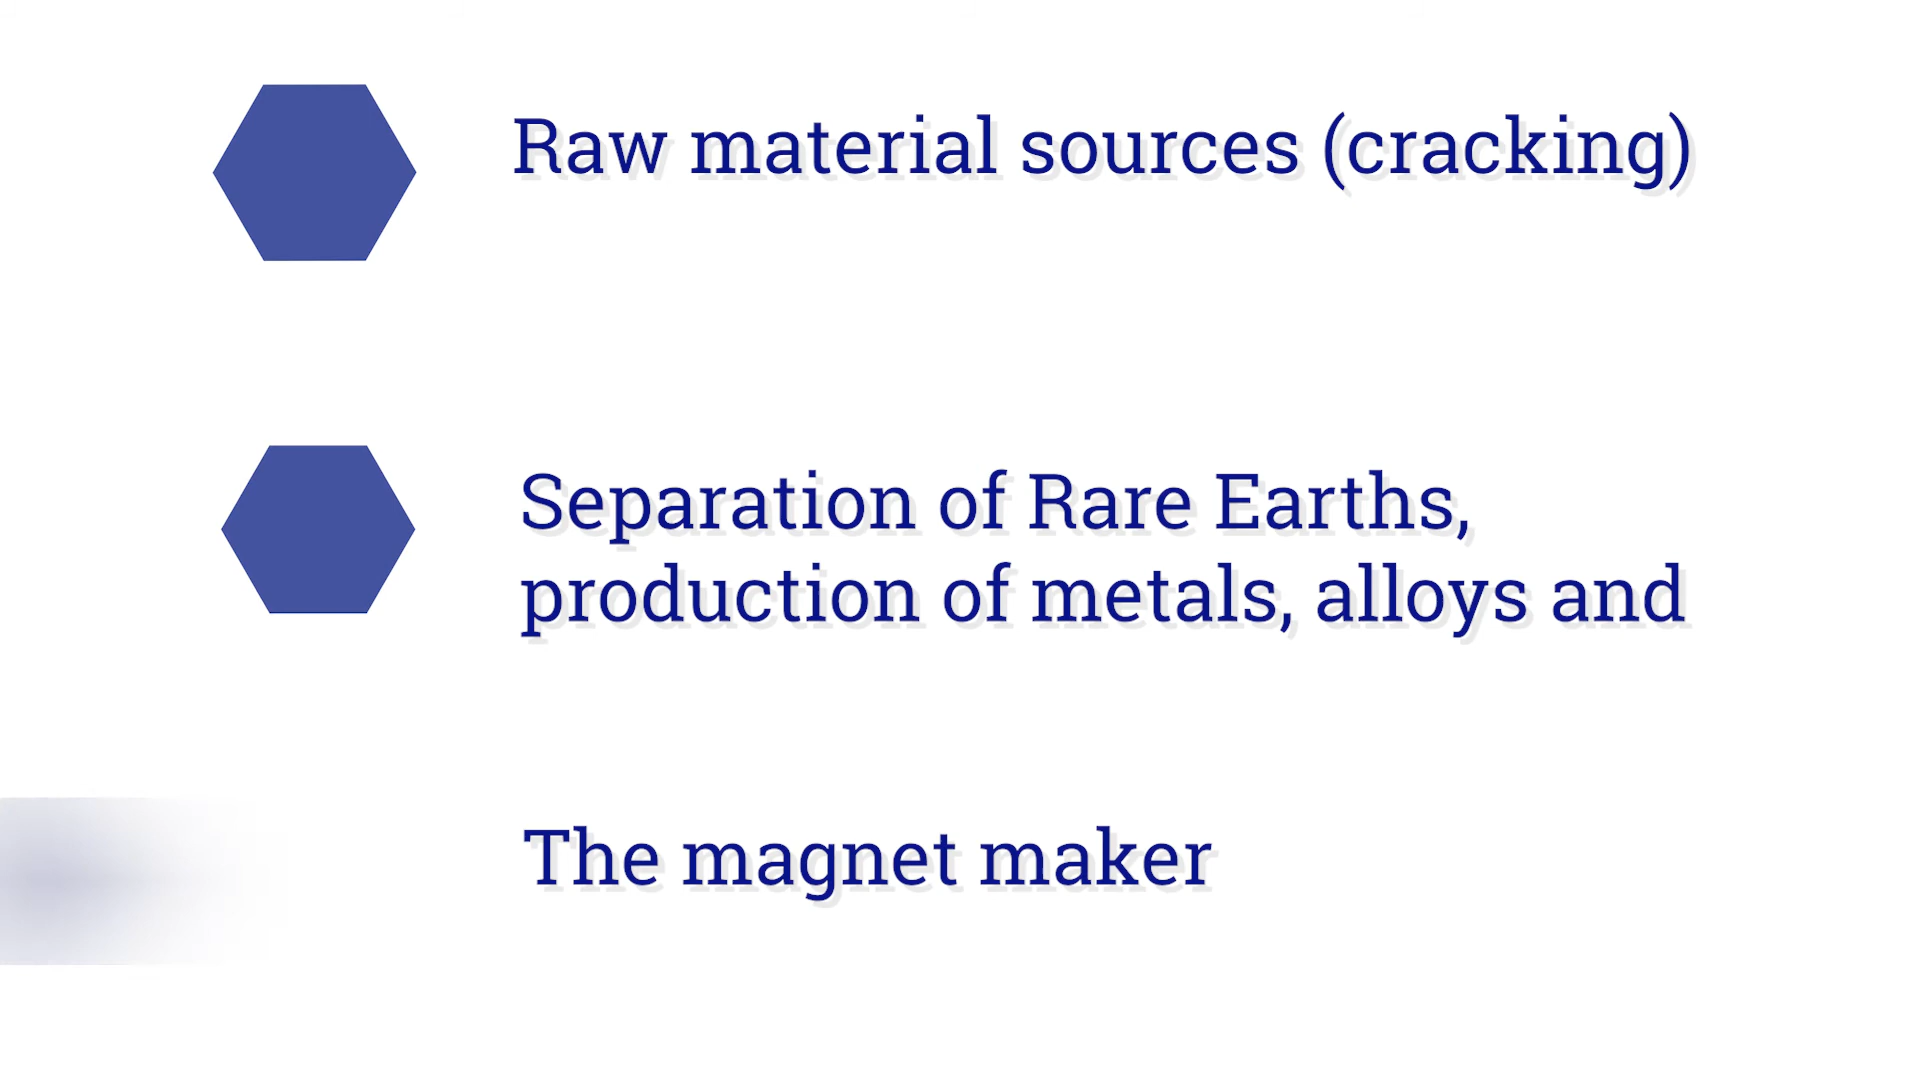 Raw material sources (cracking)
Separation of Rare Earths,
production of metals, alloys and
The magnet maker